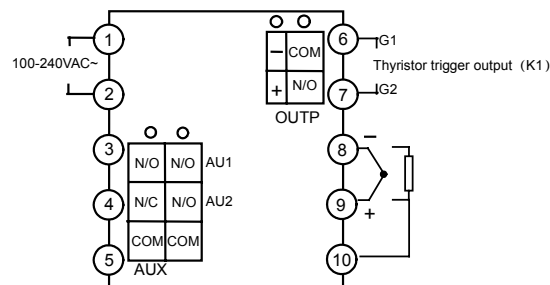 1
100-240VAC~
2
3
4
5
− COM
+ N/O
OUTP
N/O N/O AU1
N/C N/O AU2
COM COM
AUX
6 G1
Thyristor trigger output（K1）
7 G2
8 −
9 +
10